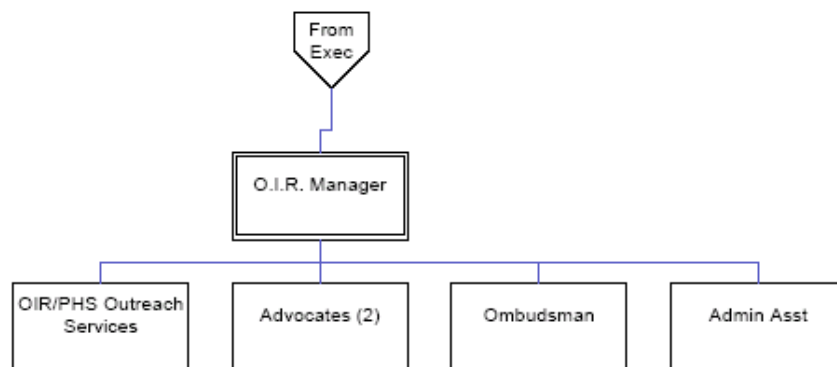 From
Exec
O.I.R. Manager
OIR/PHS Outreach
Services
Advocates (2)
Ombudsman
Admin Asst